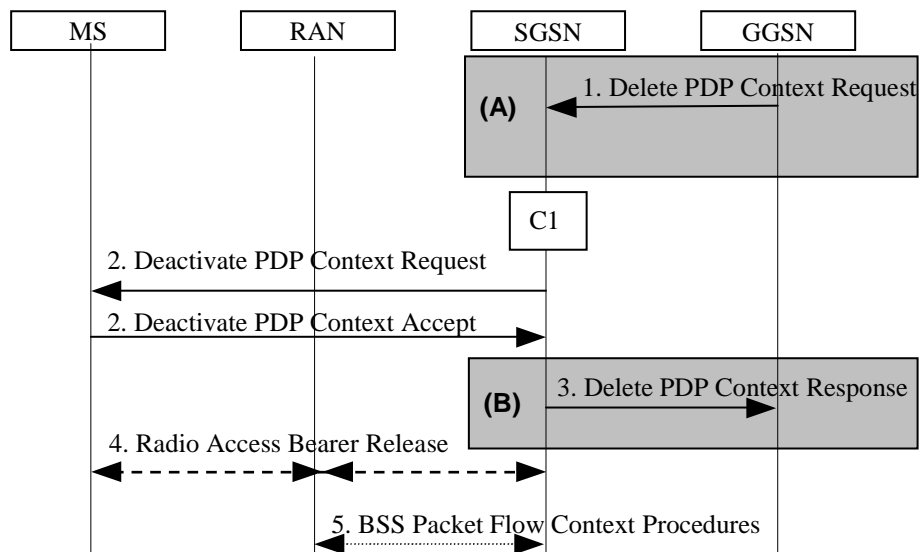 MS RAN SGSN GGSN
1. Delete PDP Context Request
(A)
C1
2. Deactivate PDP Context Request
2. Deactivate PDP Context Accept
3. Delete PDP Context Response
(B)
4. Radio Access Bearer Release
5. BSS Packet Flow Context Procedures